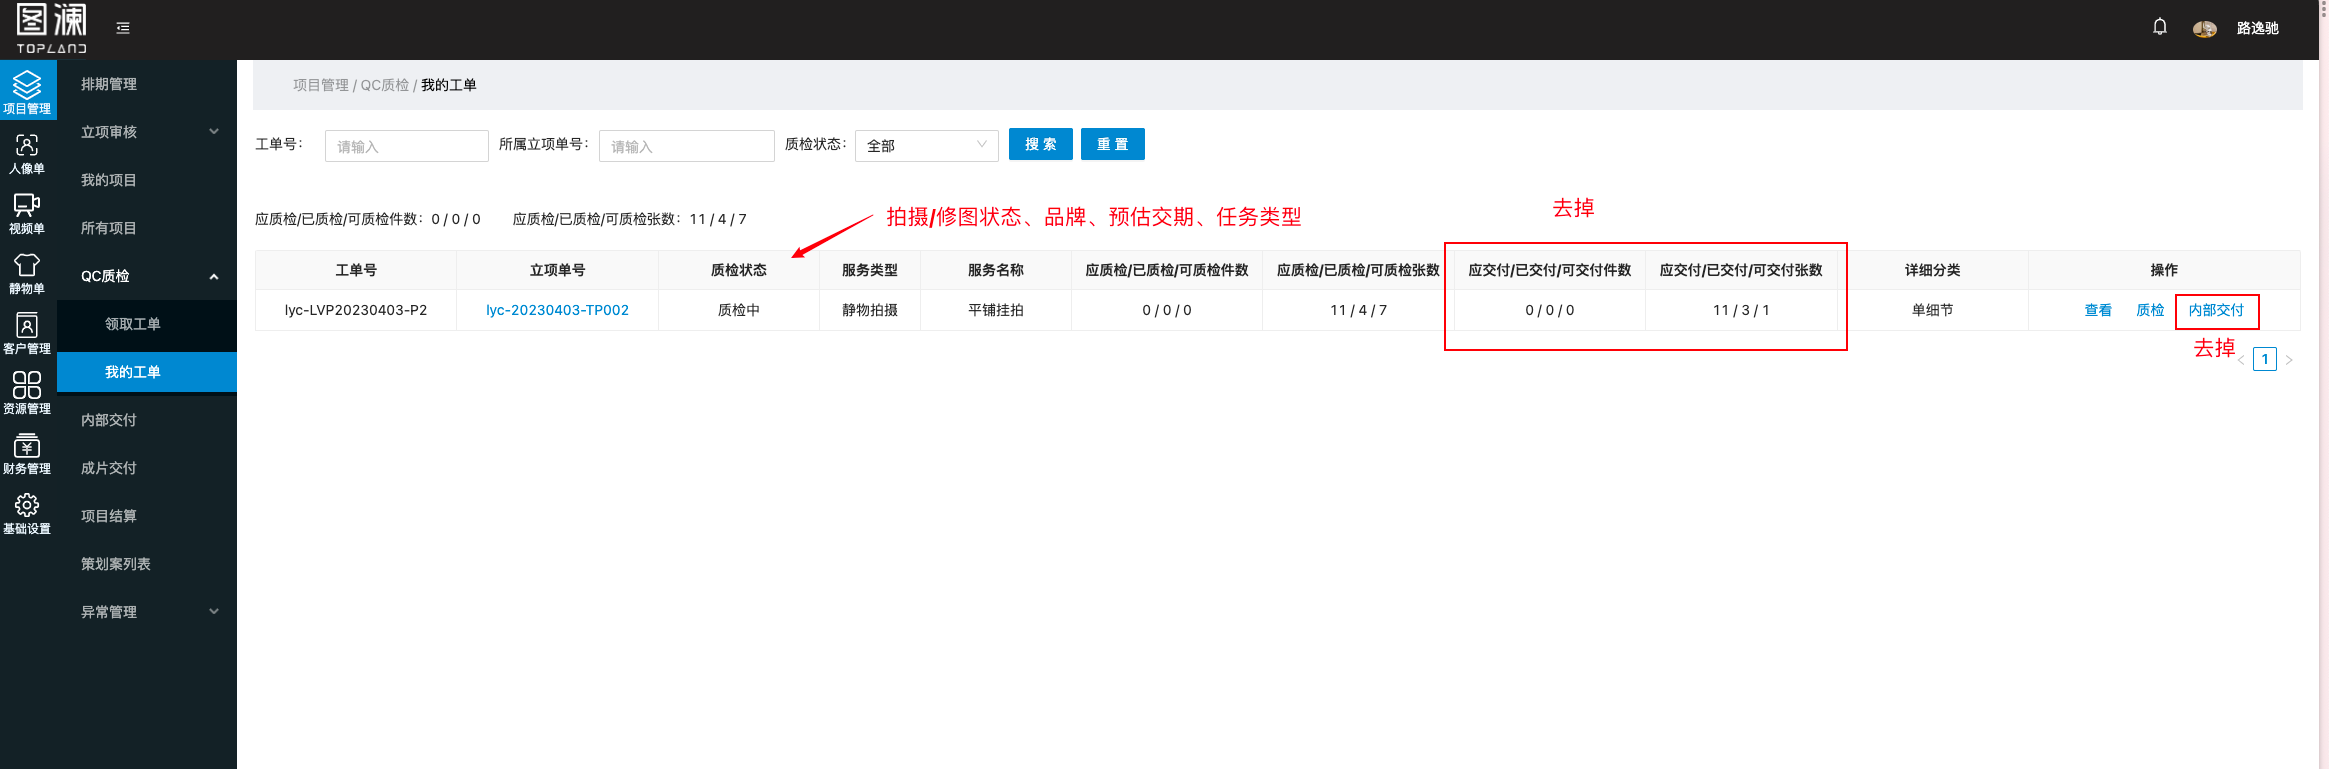 图澜
TOPLAND
路逸驰
项目管理
人像单
视频单
静物单
客户管理
资源管理
财务管理
基础设置
排期管理
立项审核
我的项目
所有项目
QC质检
领取工单
我的工单
内部交付
成片交付
项目结算
策划案列表
异常管理
项目管理 / QC质检 / 我的工单
工单号： 请输入 所属立项单号： 请输入 质检状态： 全部 搜 索 重 置
去掉
拍摄/修图状态、品牌、预估交期、任务类型
应质检/已质检/可质检件数：0 / 0 / 0 应质检/已质检/可质检张数：11 / 4 / 7
工单号 立项单号 质检状态 服务类型 服务名称 应质检/已质检/可质检件数 应质检/已质检/可质检张数 应交付/已交付/可交付件数 应交付/已交付/可交付张数 详细分类 操作
lyc-LVP20230403-P2 lyc-20230403-TP002 质检中 静物拍摄 平铺挂拍 0 / 0 / 0 11 / 4 / 7 0 / 0 / 0 11 / 3 / 1 单细节 查看 质检 内部交付
去掉
< 1 >